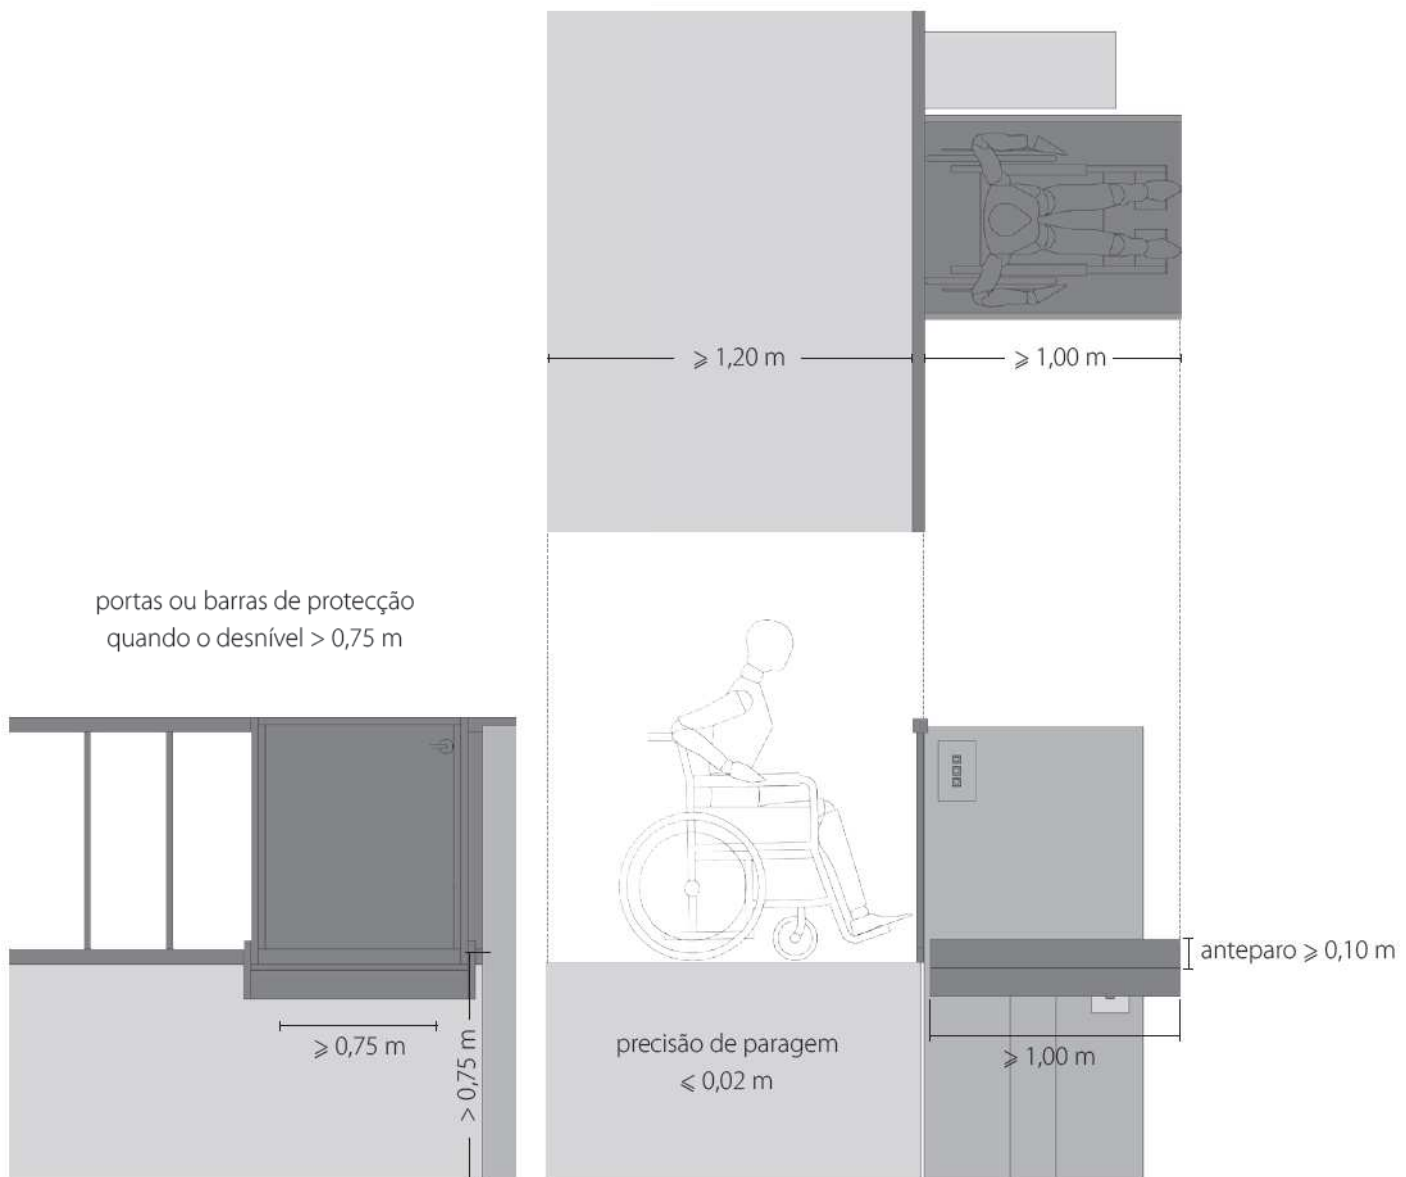 ⩾ 1,20 m
⩾ 1,00 m
portas ou barras de protecção
quando o desnível > 0,75 m
anteparo ⩾ 0,10 m
⩾ 0,75 m
> 0,75 m
precisão de paragem
⩽ 0,02 m
⩾ 1,00 m